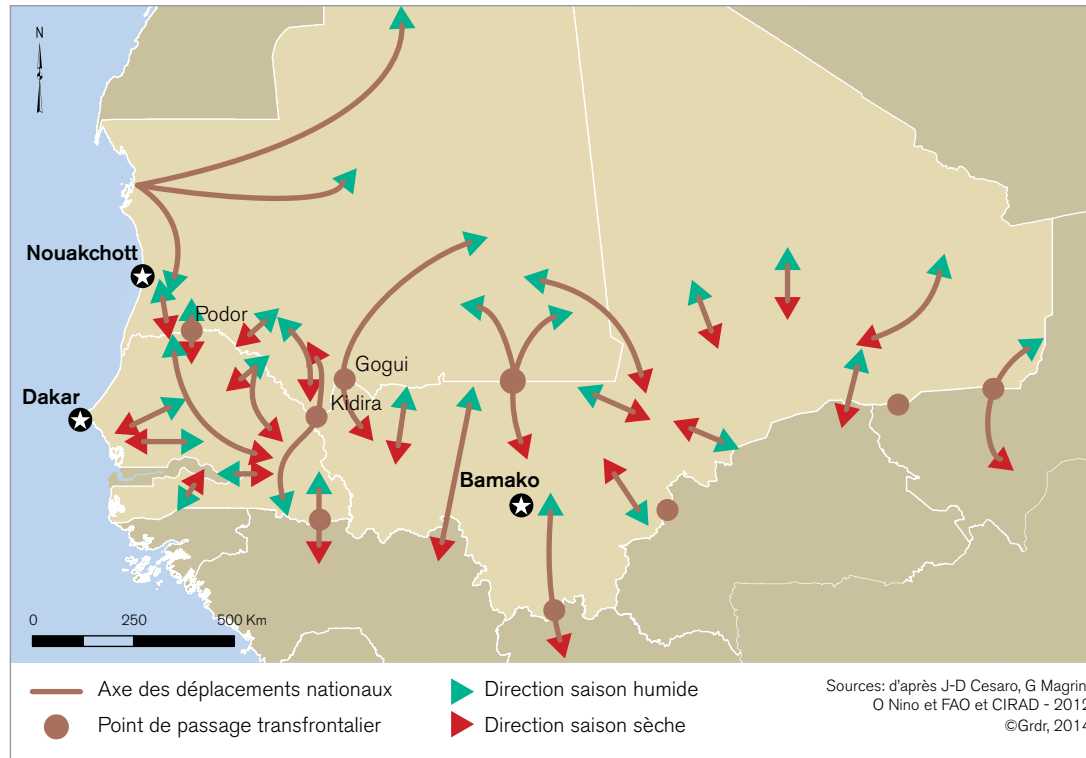 N
Nouakchott
Podor
Gogui
Dakar
Kidira
Bamako
0 250 500 Km
Axe des déplacements nationaux
Point de passage transfrontalier
Direction saison humide
Direction saison sèche
Sources: d'après J-D Cesaro, G Magrin
O Nino et FAO et CIRAD - 2012
©Grdr, 2014